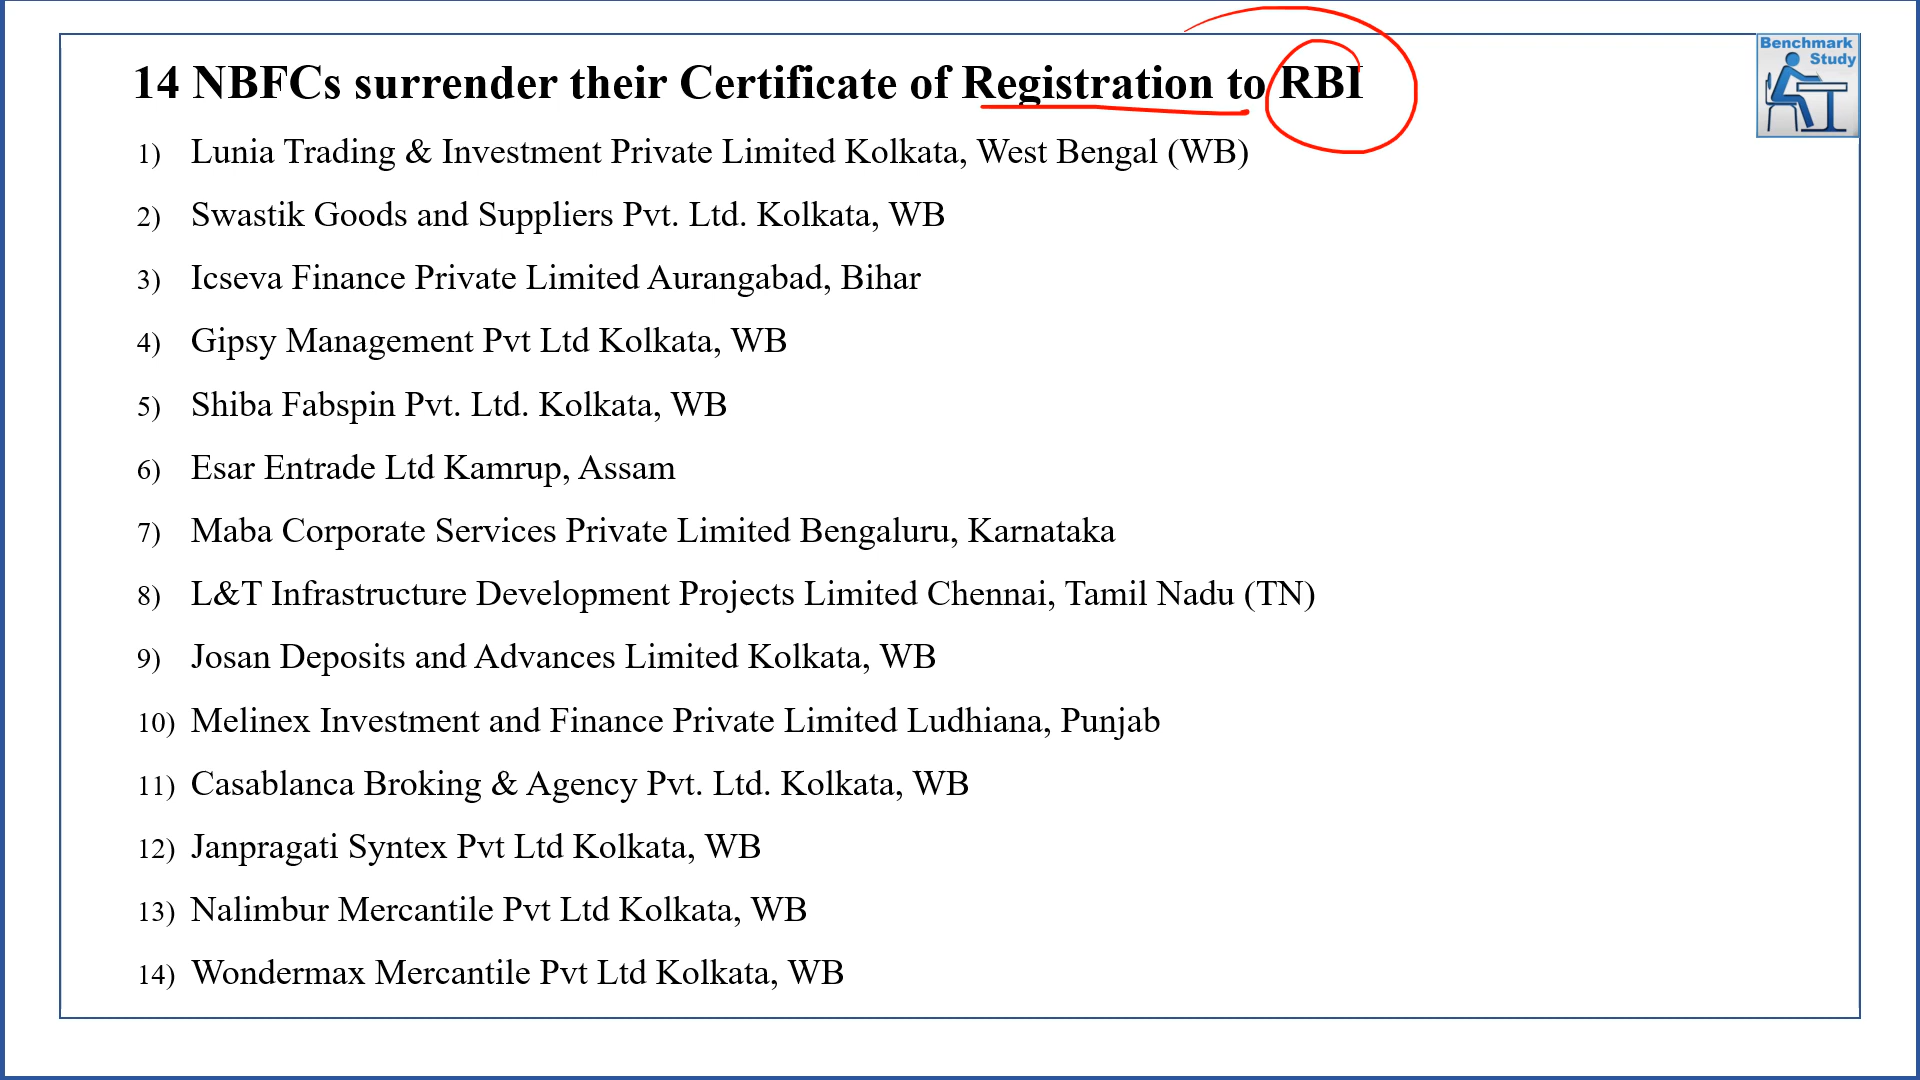 14 NBFCs surrender their Certificate of Registration to RBI
Benchmark
Study
1) Lunia Trading & Investment Private Limited Kolkata, West Bengal (WB)
2) Swastik Goods and Suppliers Pvt. Ltd. Kolkata, WB
3) Icseva Finance Private Limited Aurangabad, Bihar
4) Gipsy Management Pvt Ltd Kolkata, WB
5) Shiba Fabspin Pvt. Ltd. Kolkata, WB
6) Esar Entrade Ltd Kamrup, Assam
7) Maba Corporate Services Private Limited Bengaluru, Karnataka
8) L&T Infrastructure Development Projects Limited Chennai, Tamil Nadu (TN)
9) Josan Deposits and Advances Limited Kolkata, WB
10) Melinex Investment and Finance Private Limited Ludhiana, Punjab
11) Casablanca Broking & Agency Pvt. Ltd. Kolkata, WB
12) Janpragati Syntex Pvt Ltd Kolkata, WB
13) Nalimbur Mercantile Pvt Ltd Kolkata, WB
14) Wondermax Mercantile Pvt Ltd Kolkata, WB